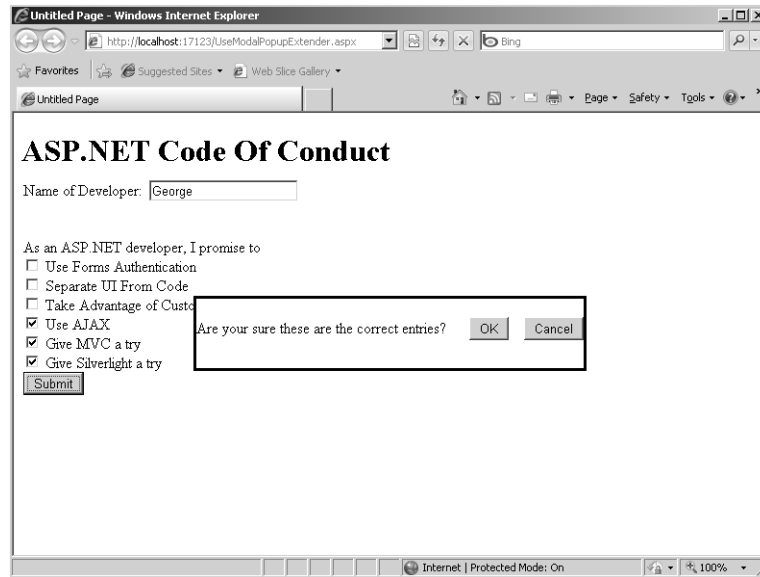 Untitled Page - Windows Internet Explorer
http://localhost:17123/UseModalPopupExtender.aspx
Bing
Favorites Suggested Sites Web Slice Gallery
Untitled Page Page Safety Tools
ASP.NET Code Of Conduct
Name of Developer: George
As an ASP.NET developer, I promise to
Use Forms Authentication
Separate UI From Code
Take Advantage of Custo
Use AJAX
Are your sure these are the correct entries? OK Cancel
Give MVC a try
Give Silverlight a try
Submit
Internet | Protected Mode: On 100%